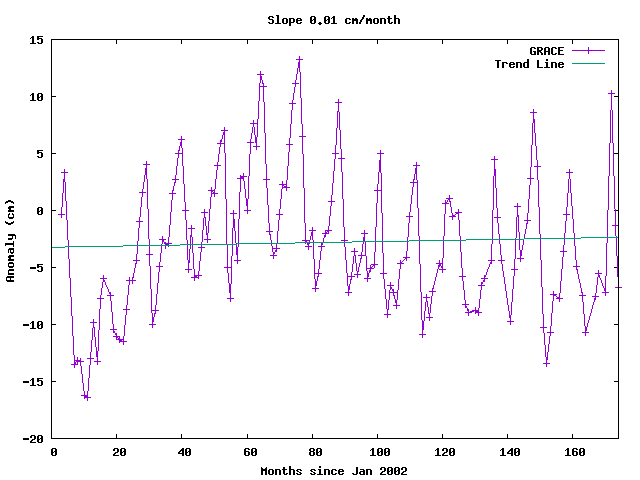 Slope 0.01 cm/month
GRACE
Trend Line
Anomaly (cm)
15
10
5
0
-5
-10
-15
-20
0 20 40 60 80 100 120 140 160
Months since Jan 2002